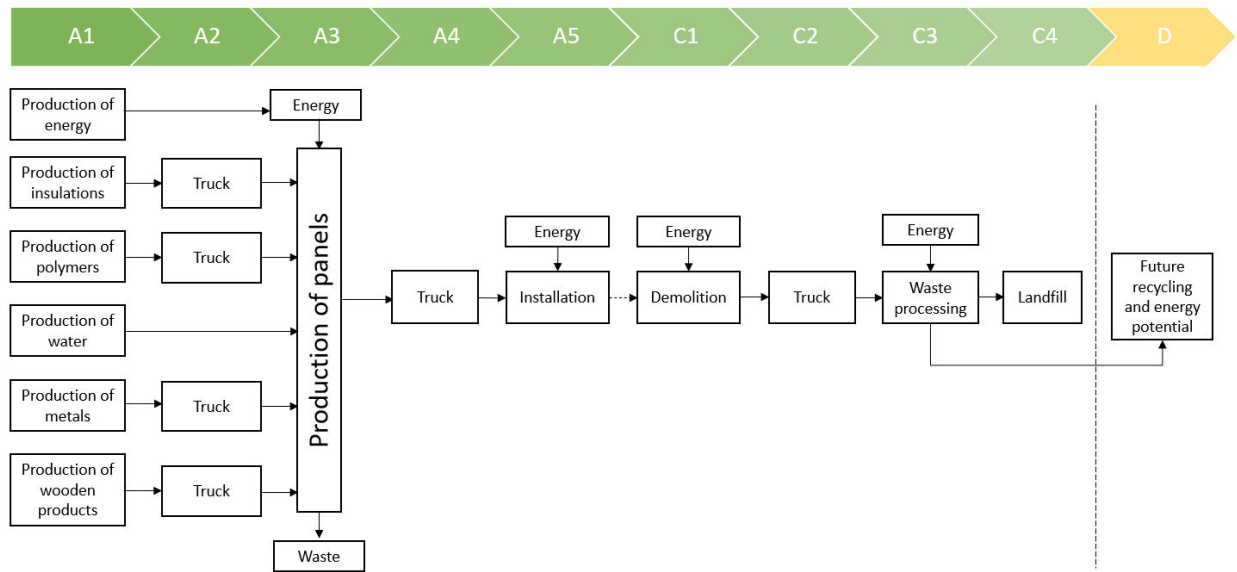 A1
A2
A3
A4
A5
C1
C2
C3
C4
D
Production of
energy
Energy
Production of
insulations
Truck
Production of
polymers
Truck
Production of
water
Production of
metals
Truck
Production of
wooden
products
Truck
Production of panels
Waste
Truck
Energy
Installation
Energy
Demolition
Truck
Energy
Waste
processing
Landfill
Future
recycling
and energy
potential